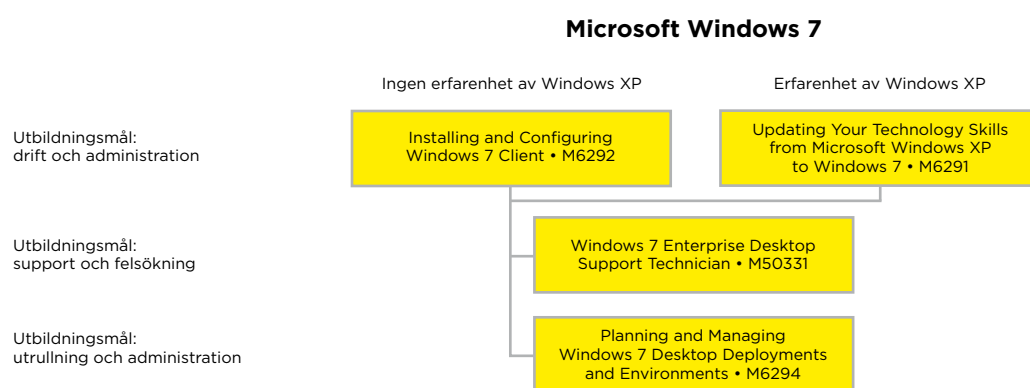 Microsoft Windows 7
Ingen erfarenhet av Windows XP
Erfarenhet av Windows XP
Utbildningsmål:
drift och administration
Installing and Configuring
Windows 7 Client • M6292
Updating Your Technology Skills
from Microsoft Windows XP
to Windows 7 • M6291
Utbildningsmål:
support och felsökning
Windows 7 Enterprise Desktop
Support Technician • M50331
Utbildningsmål:
utrullning och administration
Planning and Managing
Windows 7 Desktop Deployments
and Environments • M6294